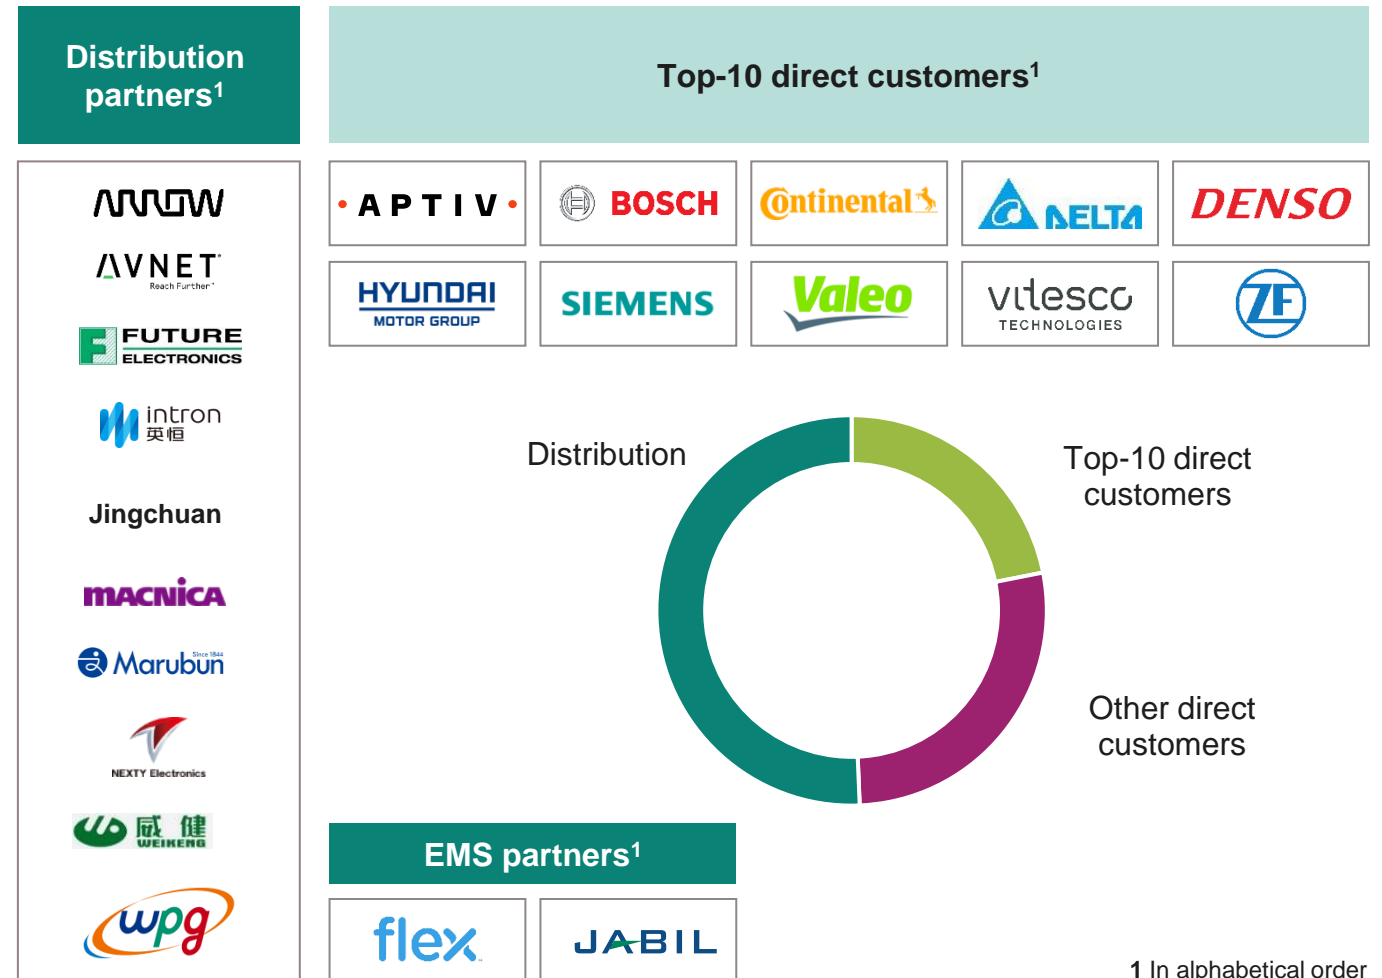 Distribution
partners1
Top-10 direct customers1
ARROW
AVNET
Reach Further™
F FUTURE
ELECTRONICS
intron
英恒
Jingchuan
macnica
Since 1844
Marubun
NEXTY Electronics
威健
WEIKENG
wpg
• APTIV •
BOSCH
Continental
DELTA
DENSO
HYUNDAI
MOTOR GROUP
SIEMENS
Valeo
vitesco
TECHNOLOGIES
ZF
Distribution
Top-10 direct
customers
Other direct
customers
EMS partners1
flex
JABIL
1 In alphabetical order